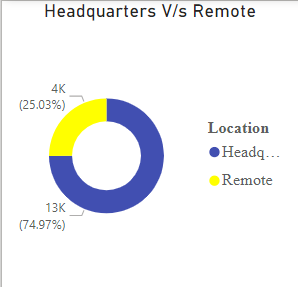 Headquarters V/s Remote
4K
(25.03%)
Location
Headq...
Remote
13K
(74.97%)